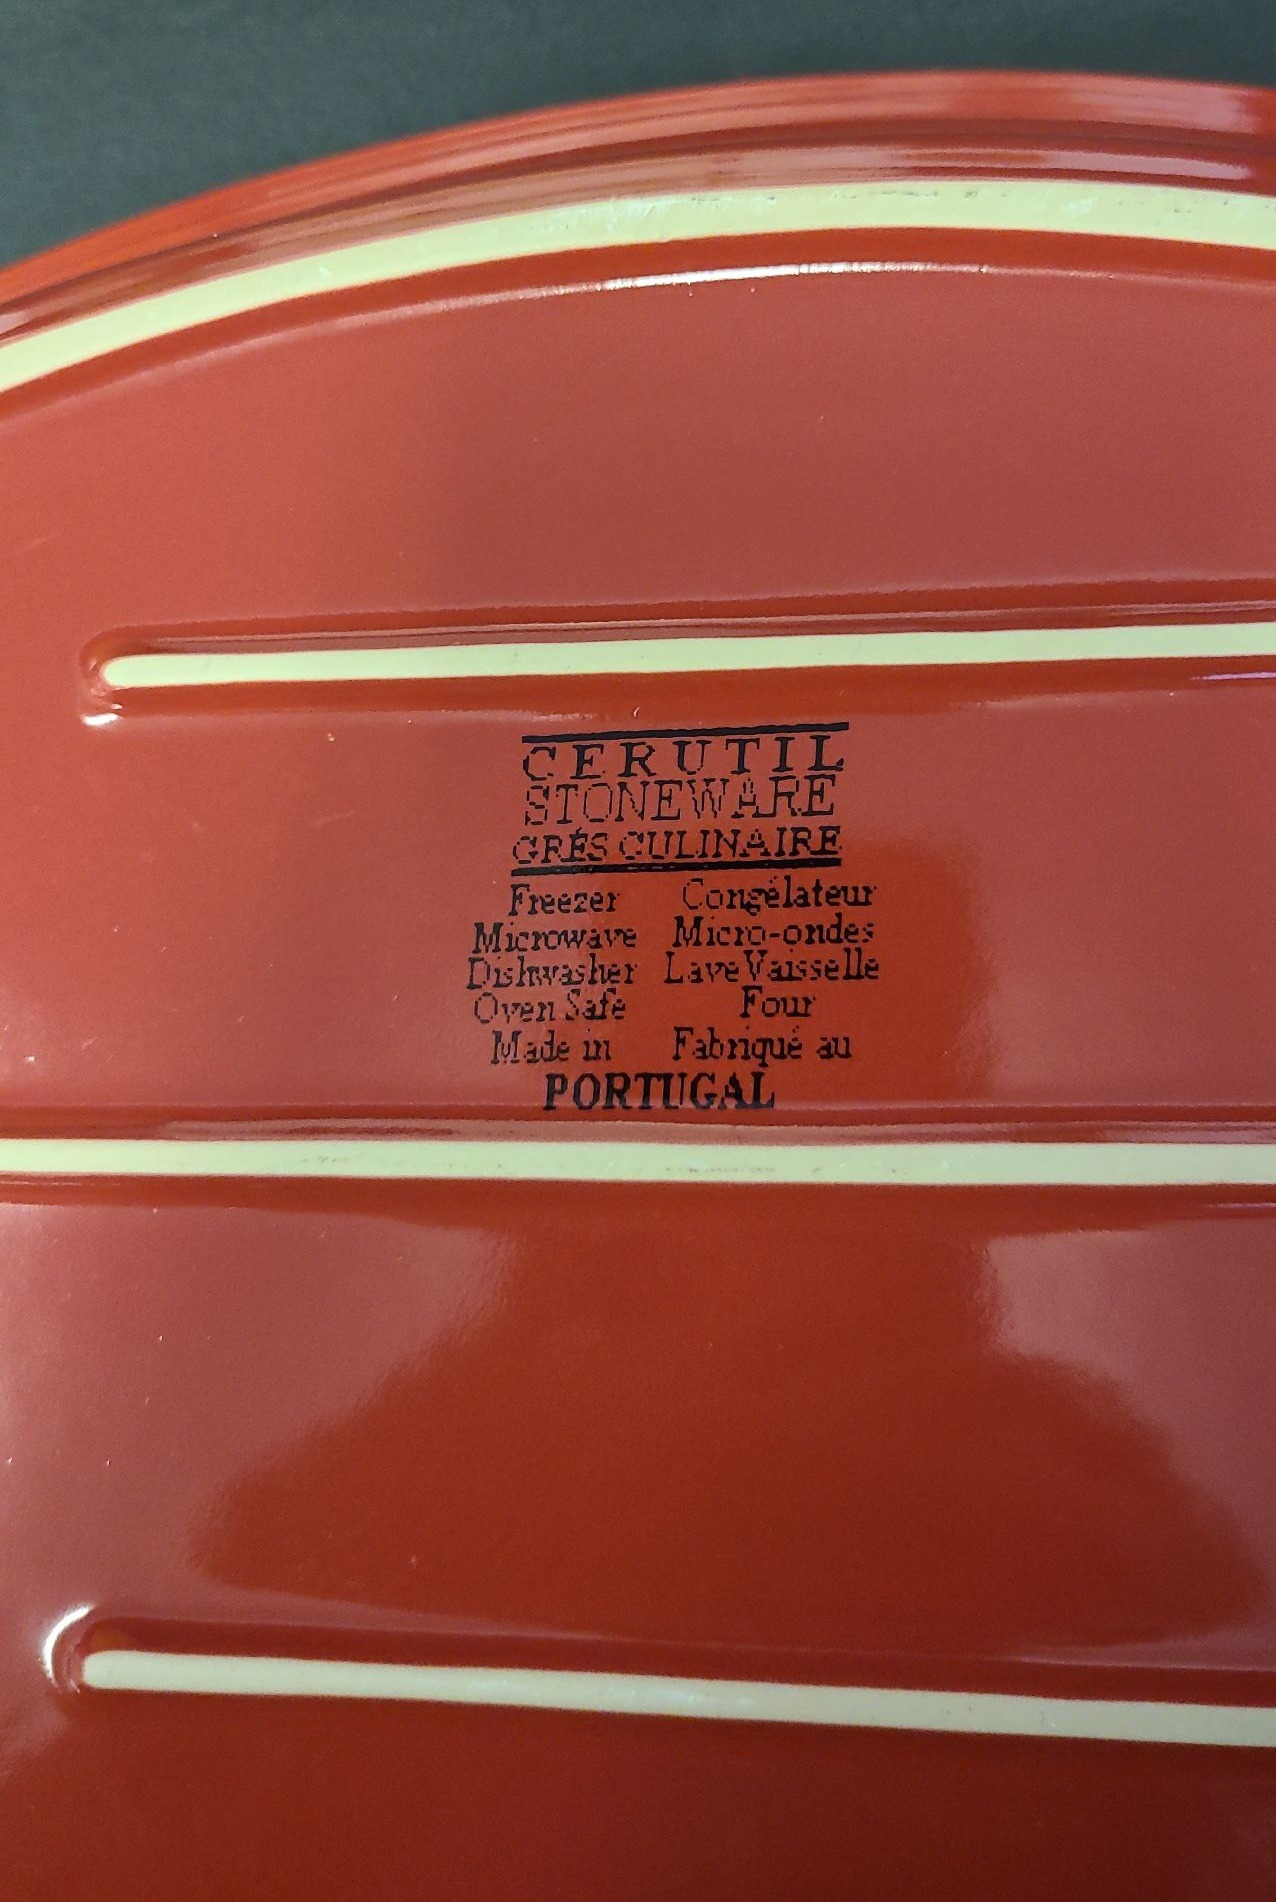 CERUTIL
STONEWARE
GRÉS CULINAIRE
Freezer Congélateur
Microwave Micro-ondes
Dishwasher Lave Vaisselle
Oven Safe Four
Made in Fabriqué au
PORTUGAL